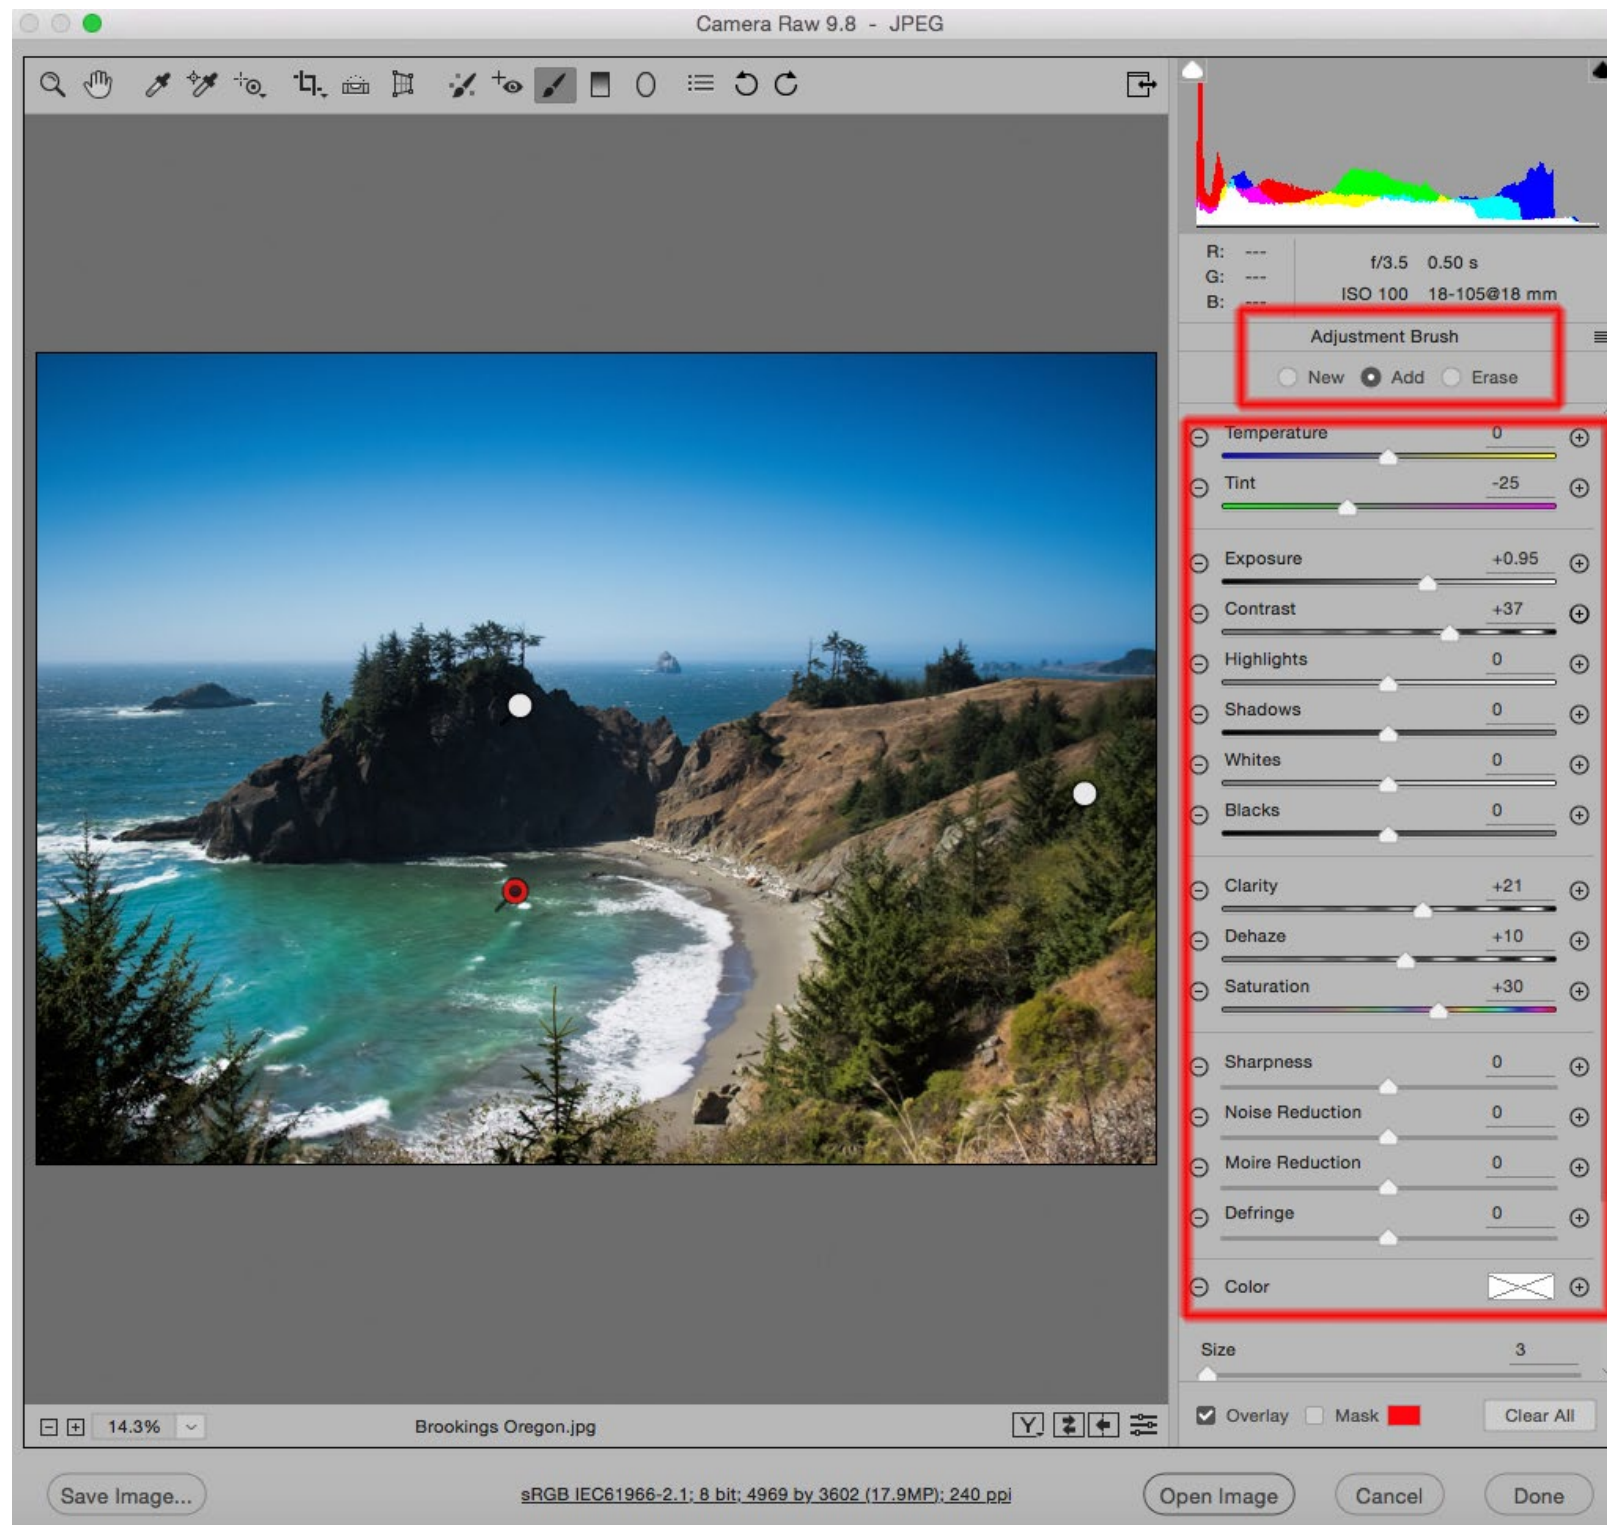 Camera Raw 9.8 - JPEG
R: ---
G: ---
B: ---
f/3.5 0.50 s
ISO 100 18-105@18 mm
Adjustment Brush
New Add Erase
Temperature 0
Tint -25
Exposure +0.95
Contrast +37
Highlights 0
Shadows 0
Whites 0
Blacks 0
Clarity +21
Dehaze +10
Saturation +30
Sharpness 0
Noise Reduction 0
Moire Reduction 0
Defringe 0
Color
Size 3
Overlay Mask Clear All
14.3% Brookings Oregon.jpg Y
Save Image... sRGB IEC61966-2.1; 8 bit; 4969 by 3602 (17.9MP); 240 ppi Open Image Cancel Done